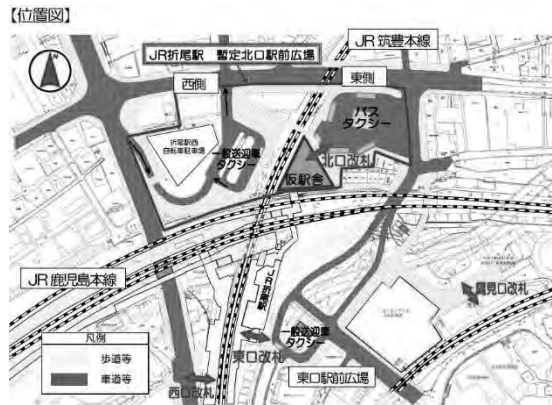 【位置図】
JR折尾駅 暫定北口駅前広場
JR 筑豊本線
西側
東側
バス
タクシー
折尾駅西
自転車駐車場
一般送迎車
タクシー
北口改札
仮駅舎
JR 鹿児島本線
JR折尾駅
鷹見口改札
一般送迎車
タクシー
東口改札
東口駅前広場
西口改札
凡例
歩道等
車道等